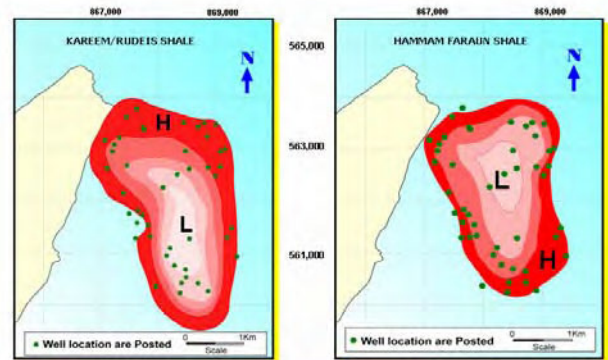 867,000 869,000
KAREEM/RUDEIS SHALE
N
H
L
Well location are Posted
0 1Km
Scale
565,000
563,000
561,000
867,000 869,000
HAMMAM FARAUN SHALE
N
L
H
Well location are Posted
0 1Km
Scale